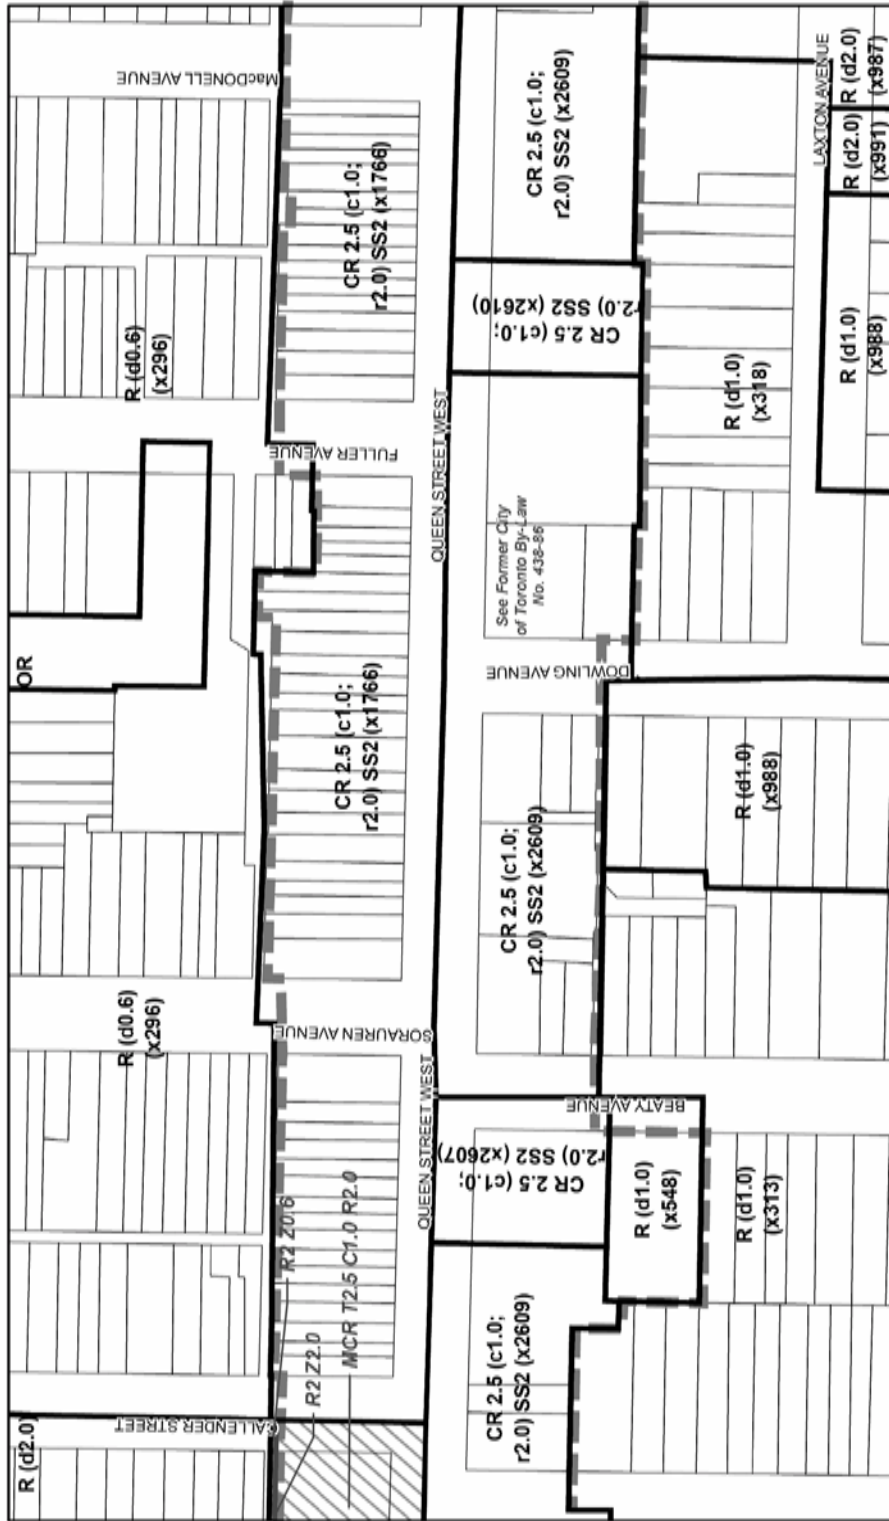 MacDONELL AVENUE
LAXTON AVENUE
R (d2.0)
(x987)
R (d2.0)
(x991)
CR 2.5 (c1.0;
r2.0) SS2 (x2609)
CR 2.5 (c1.0;
r2.0) SS2 (x1766)
CR 2.5 (c1.0;
r2.0) SS2 (x2610)
R (d0.6)
(x296)
R (d1.0)
(x988)
R (d1.0)
(x318)
FULLER AVENUE
QUEEN STREET WEST
See Former City
of Toronto By-Law
No. 438-86
OR
DOWLING AVENUE
CR 2.5 (c1.0;
r2.0) SS2 (x1766)
R (d1.0)
(x988)
CR 2.5 (c1.0;
r2.0) SS2 (x2609)
R (d0.6)
(x296)
SORAUREN AVENUE
QUEEN STREET WEST
BEATY AVENUE
CR 2.5 (c1.0;
r2.0) SS2 (x2607)
R (d1.0)
(x548)
R (d1.0)
(x313)
R2 Z0.6
MCR T2.5 C1.0 R2.0
R2 Z2.0
CR 2.5 (c1.0;
r2.0) SS2 (x2609)
CALLENDER STREET
R (d2.0)